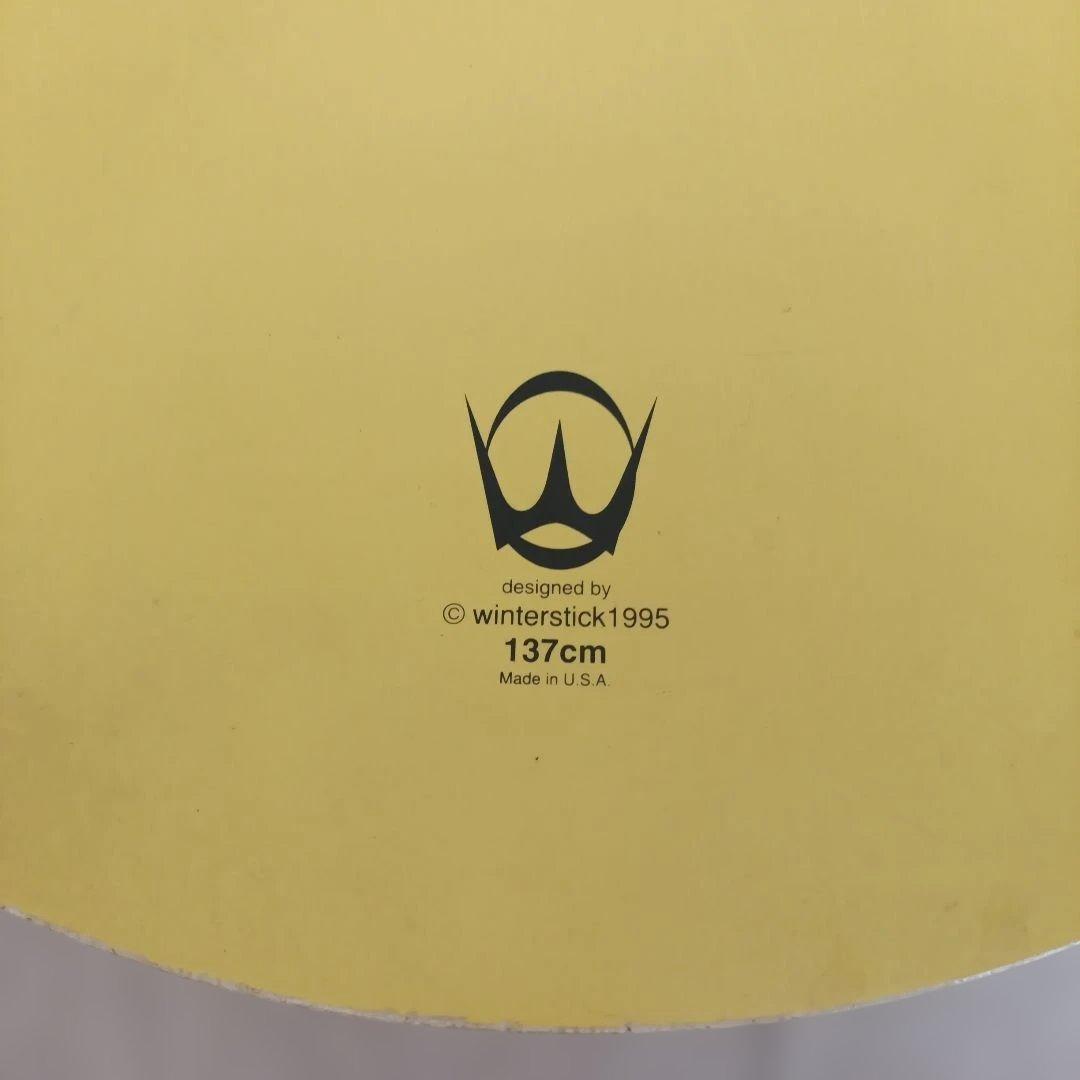 designed by
© winterstick1995
137cm
Made in U.S.A.